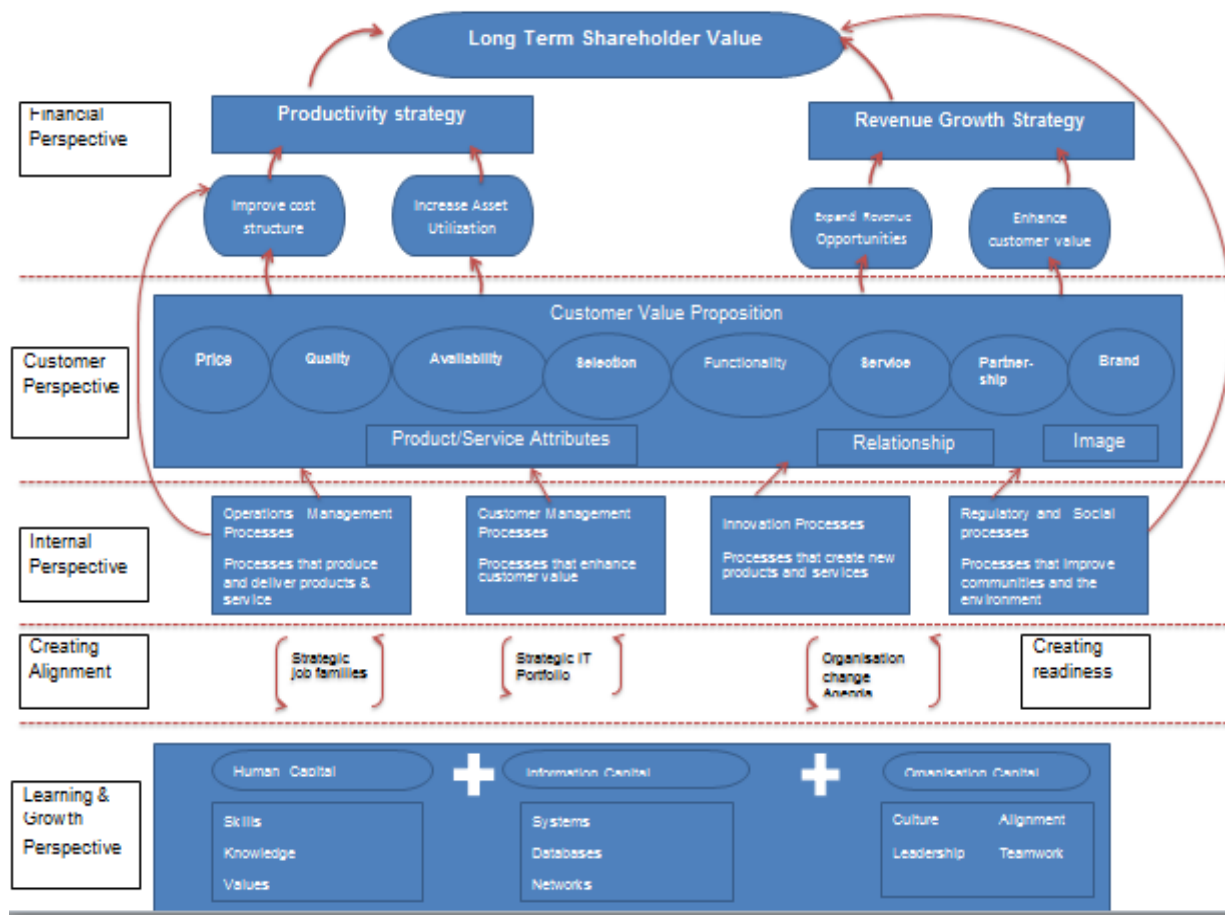 Long Term Shareholder Value
Financial
Perspective
Productivity strategy
Revenue Growth Strategy
Improve cost
structure
Increase Asset
Utilization
Expand Revenue
Opportunities
Enhance
customer value
Customer
Perspective
Customer Value Proposition
Price
Quality
Availability
Selection
Functionality
Service
Partner-
ship
Brand
Product/Service Attributes
Relationship
Image
Internal
Perspective
Operations Management
Processes
Processes that produce
and deliver products &
service
Customer Management
Processes
Processes that enhance
customer value
Innovation Processes
Processes that create new
products and services
Regulatory and Social
processes
Processes that improve
communities and the
environment
Creating
Alignment
Strategic
job families
Strategic IT
Portfolio
Organisation
change
Agenda
Creating
readiness
Learning &
Growth
Perspective
Human Capital
Information Capital
Organisation Capital
Skills
Knowledge
Values
Systems
Databases
Networks
Culture Alignment
Leadership Teamwork